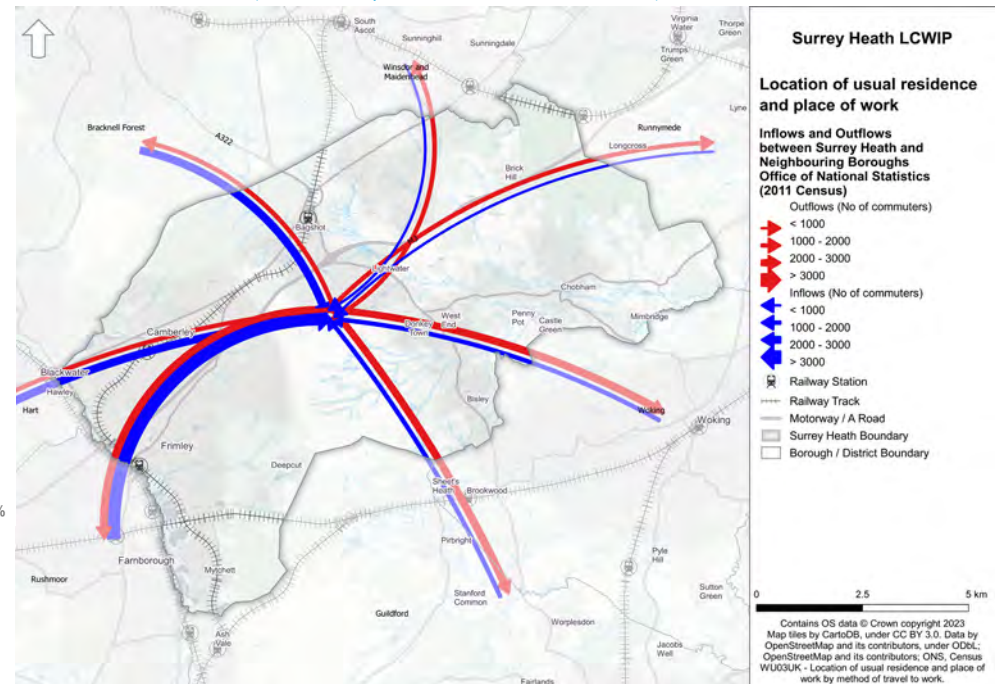 South
Ascot
Sunninghill
Sunningdale
Virginia
Water
Thorpe
Green
Trumps
Green
Winsdor and
Maidenhead
Lyne
Bracknell Forest
A322
Runnymede
Longcross
Brick
Hill
Bagshot
M3
Lightwater
Chobham
Camberley
Donkey
Town
West
End
Penny
Pot
Castle
Green
Mimbridge
Blackwater
Hawley
Hart
Bisley
Woking
Woking
Frimley
Deepcut
Sheet's
Heath
Brookwood
%
Pirbright
Farnborough
Mytchett
Pyle
Hill
Rushmoor
Stanford
Common
Sutton
Green
Guildford
Worplesdon
Ash
Vale
Jacobs
Well
Fairlands
Surrey Heath LCWIP
Location of usual residence
and place of work
Inflows and Outflows
between Surrey Heath and
Neighbouring Boroughs
Office of National Statistics
(2011 Census)
Outflows (No of commuters)
< 1000
1000 - 2000
2000 - 3000
> 3000
Inflows (No of commuters)
< 1000
1000 - 2000
2000 - 3000
> 3000
Railway Station
Railway Track
Motorway / A Road
Surrey Heath Boundary
Borough / District Boundary
0 2.5 5 km
Contains OS data © Crown copyright 2023
Map tiles by CartoDB, under CC BY 3.0. Data by
OpenStreetMap and its contributors, under ODbL;
OpenStreetMap and its contributors; ONS, Census
WU03UK - Location of usual residence and place of
work by method of travel to work.